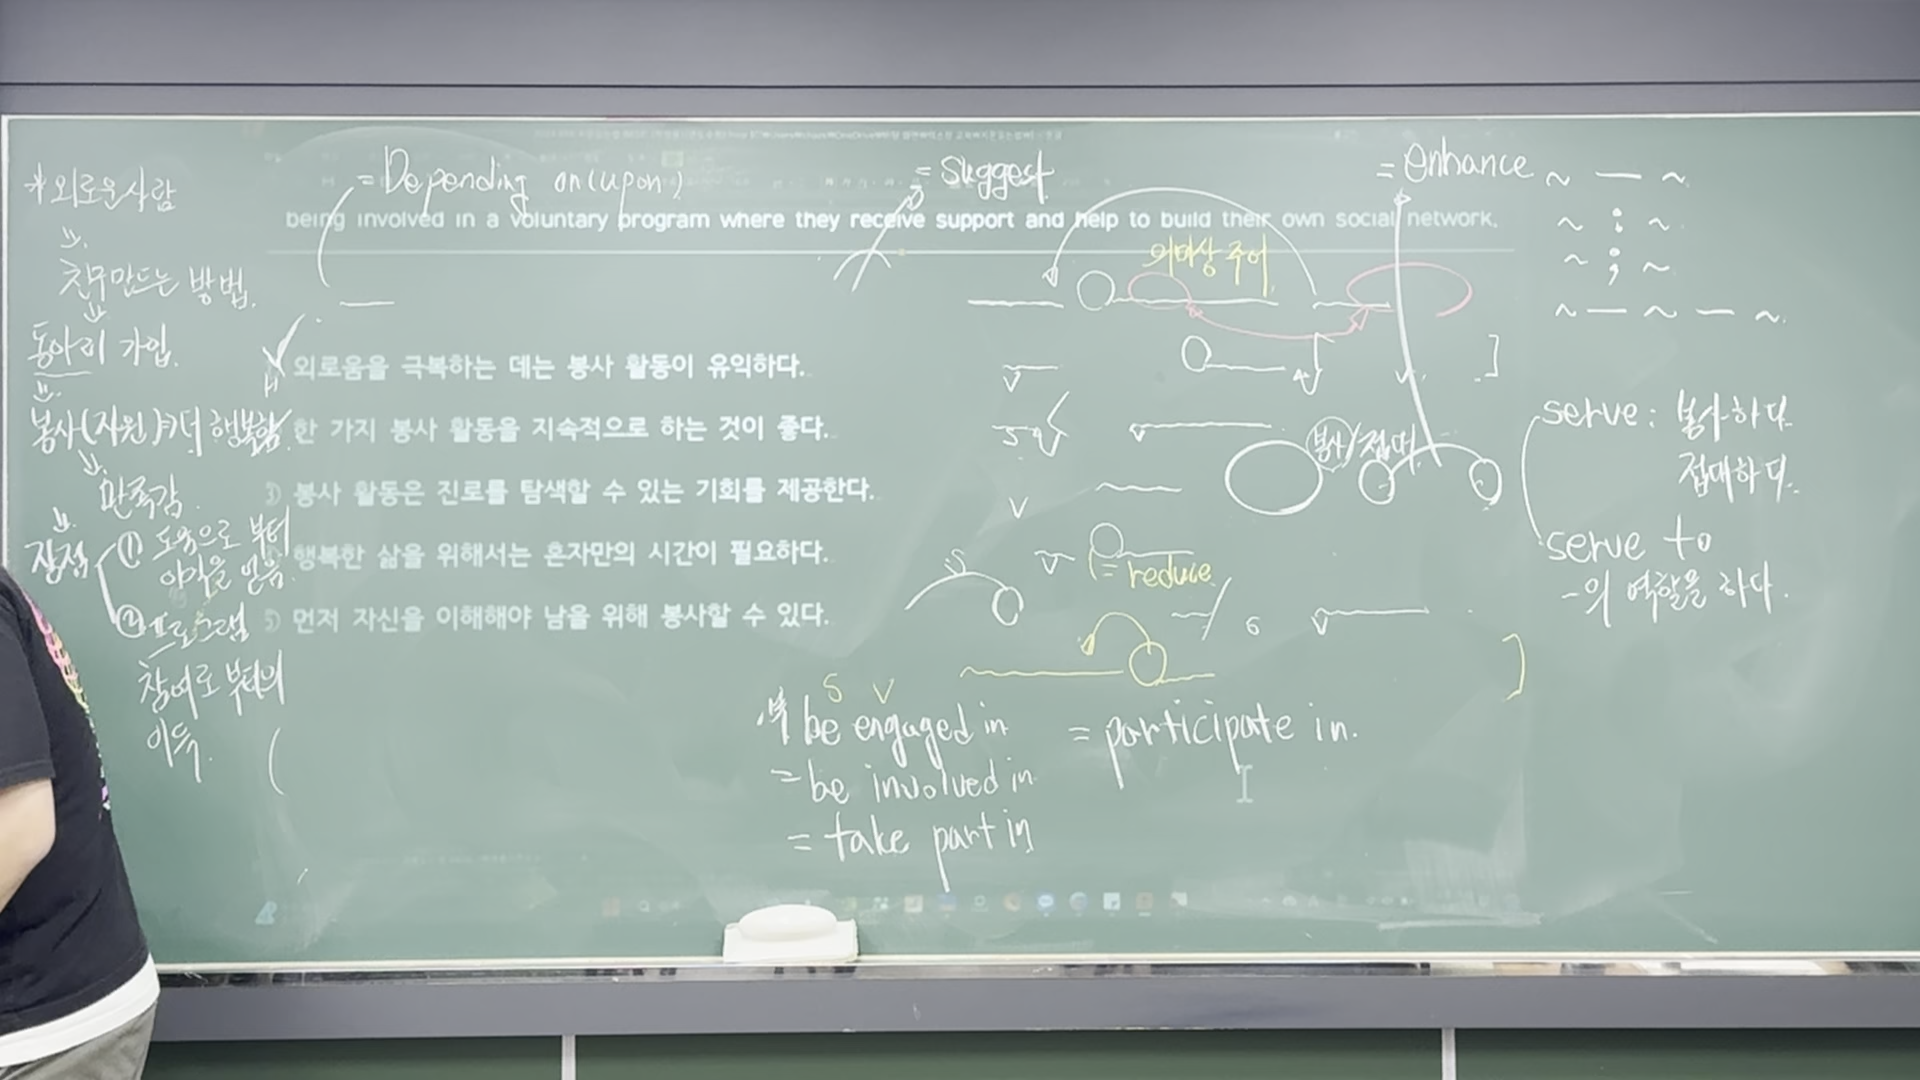 * 외로운사람
친구만드는 방법.
동아리 가입.
봉사(자원)
행복함
만족감.
장점
① 도움으로 부터
이익을 얻음.
② 프로그램
참여로 부터의
이득.
= Depending on(upon)
= Suggest
= enhance
being involved in a voluntary program where they receive support and help to build their own social network.
의미상 주어
외로움을 극복하는 데는 봉사 활동이 유익하다.
한 가지 봉사 활동을 지속적으로 하는 것이 좋다.
③ 봉사 활동은 진로를 탐색할 수 있는 기회를 제공한다.
행복한 삶을 위해서는 혼자만의 시간이 필요하다.
⑤ 먼저 자신을 이해해야 남을 위해 봉사할 수 있다.
봉사/접대
S
V
= reduce
S V
be engaged in = participate in.
= be involved in
= take part in
serve: 봉사하다.
접대하다.
serve to
~의 역할을 하다.